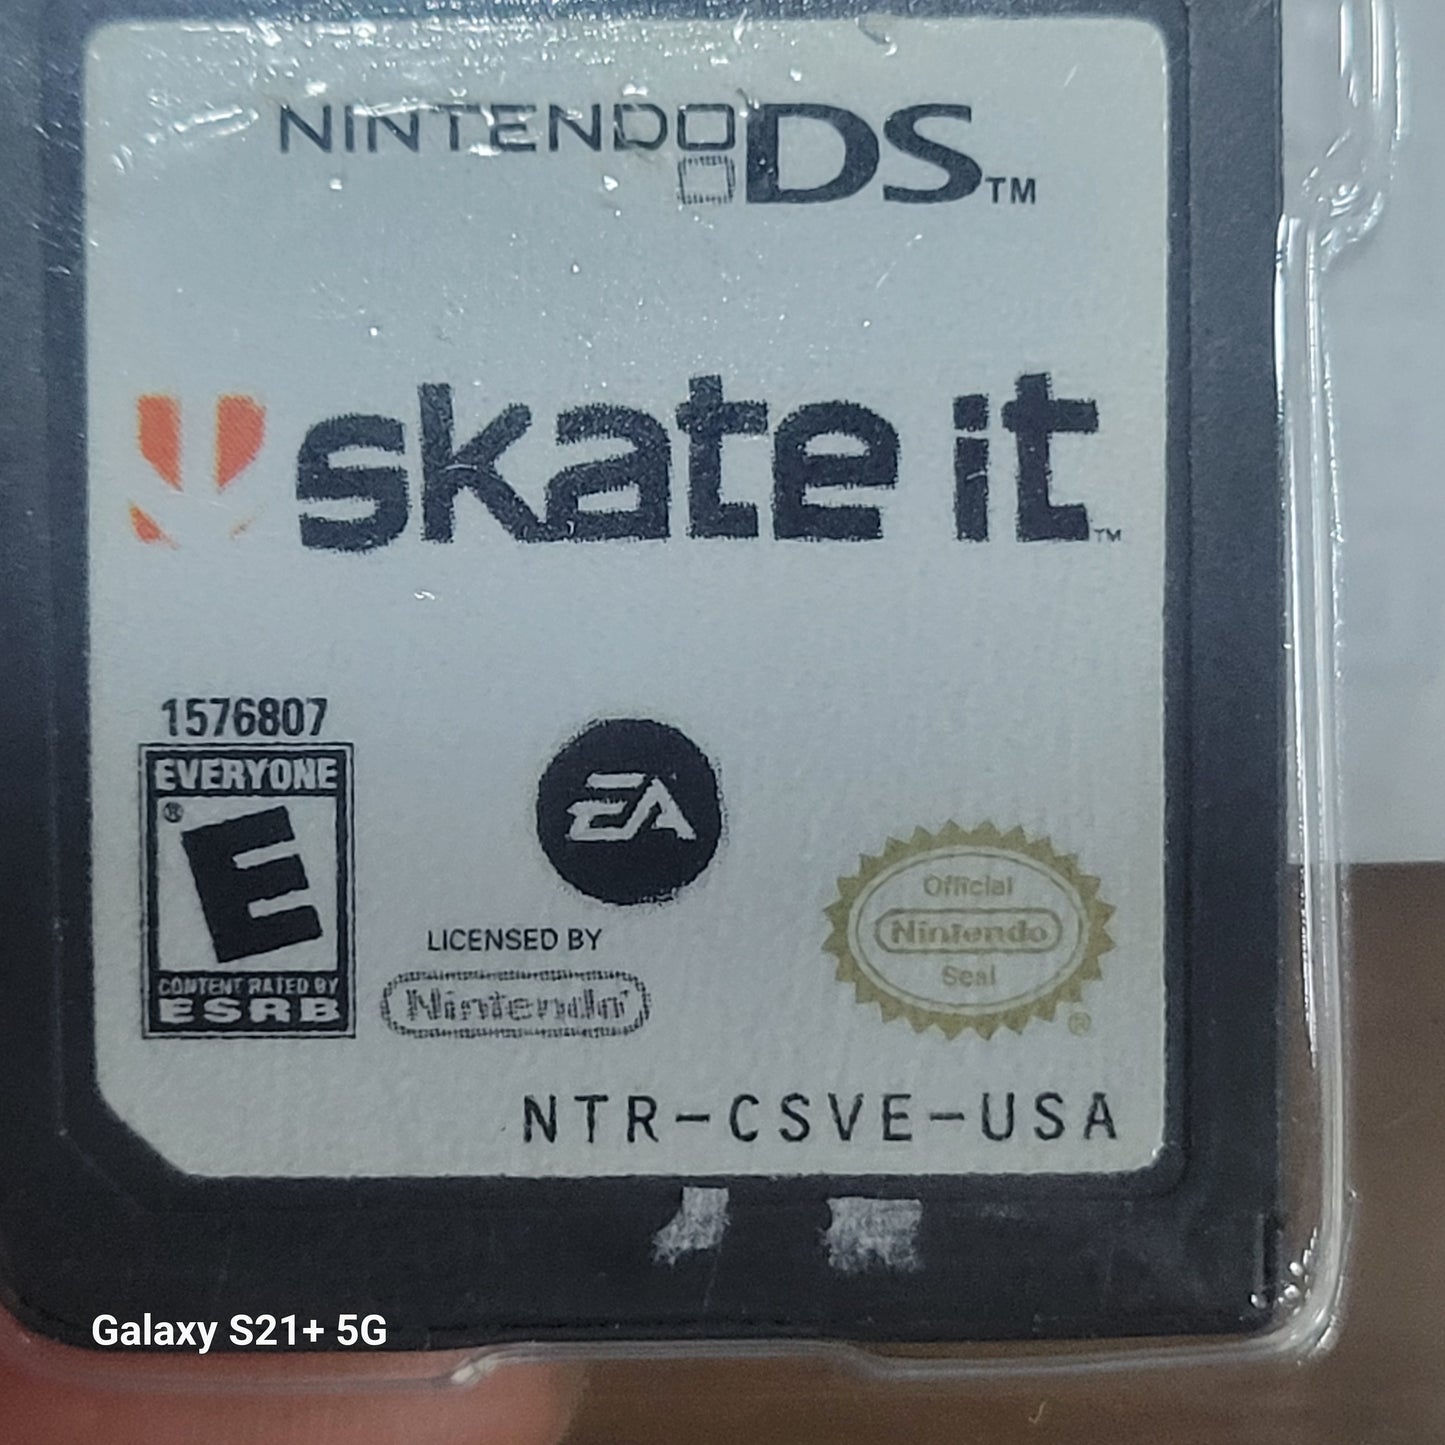 NINTENDO DS™
skate it™
1576807
EVERYONE
E®
CONTENT RATED BY
ESRB
EA
LICENSED BY
Nintendo®
Official
Nintendo
Seal
®
NTR-CSVE-USA
Galaxy S21+ 5G